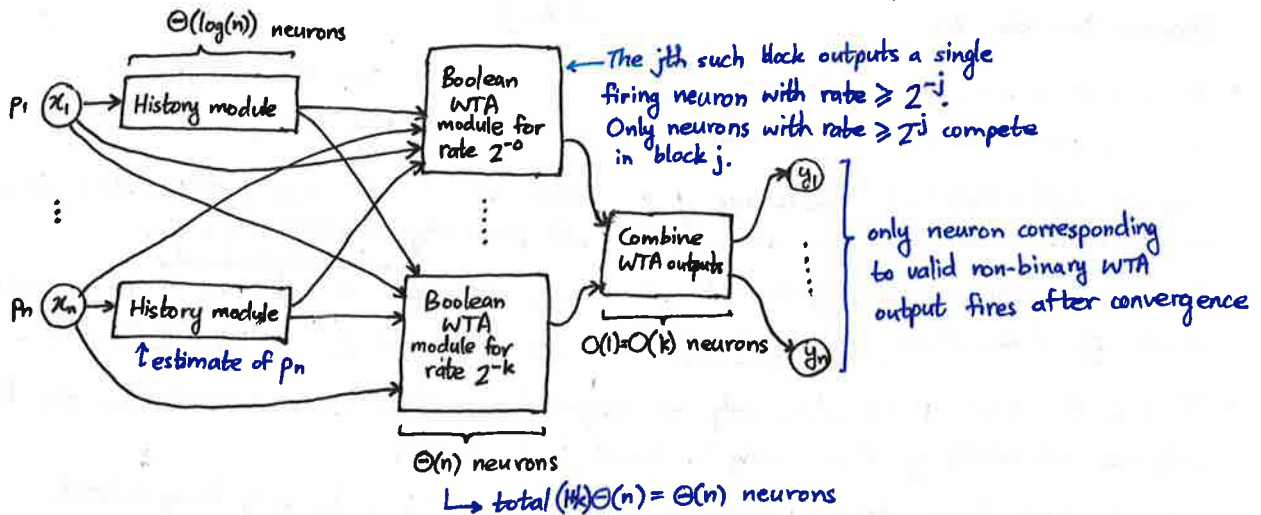 Θ(log(n)) neurons
p1 x1 History module
⋮
pn xn History module
↑ estimate of pn
Boolean
WTA
module for
rate 2^-0
⋮
Boolean
WTA
module for
rate 2^-k
Θ(n) neurons
↳ total (1+k)Θ(n) = Θ(n) neurons
← The jth such block outputs a single
firing neuron with rate ⩾ 2^-j.
Only neurons with rate ⩾ 2^-j compete
in block j.
Combine
WTA outputs
O(1)=O(k) neurons
y1
⋮
yn
only neuron corresponding
to valid non-binary WTA
output fires after convergence